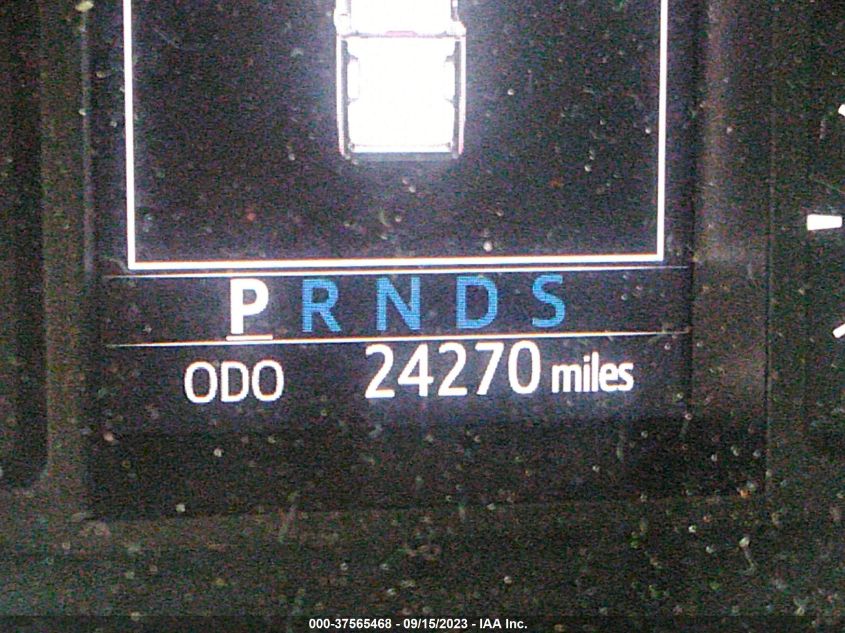 P R N D S
ODO 24270 miles
000-37565468 - 09/15/2023 - IAA Inc.